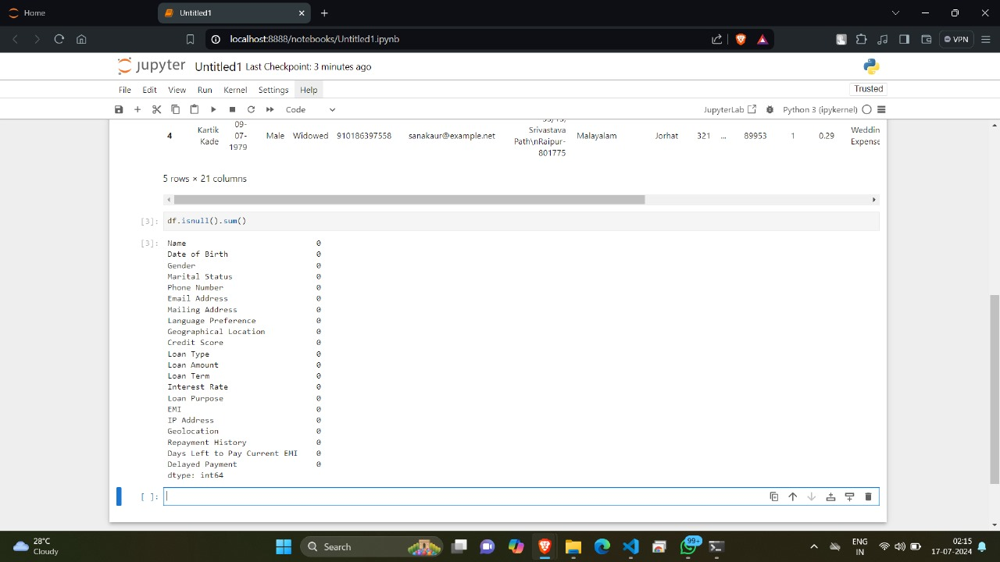 Home
Untitled1
localhost:8888/notebooks/Untitled1.ipynb
VPN
jupyter Untitled1 Last Checkpoint: 3 minutes ago
File Edit View Run Kernel Settings Help
Trusted
Code
JupyterLab
Python 3 (ipykernel)
4 Kartik Kade 09-07-1979 Male Widowed 910186397558 sanakaur@example.net Srivastava Path\nRaipur-801775 Malayalam Jorhat 321 ... 89953 1 0.29 Weddin Expense
5 rows × 21 columns
[3]: df.isnull().sum()
[3]: Name 0
Date of Birth 0
Gender 0
Marital Status 0
Phone Number 0
Email Address 0
Mailing Address 0
Language Preference 0
Geographical Location 0
Credit Score 0
Loan Type 0
Loan Amount 0
Loan Term 0
Interest Rate 0
Loan Purpose 0
EMI 0
IP Address 0
Geolocation 0
Repayment History 0
Days Left to Pay Current EMI 0
Delayed Payment 0
dtype: int64
[ ]:
28°C
Cloudy
Search
99+
ENG
IN
02:15
17-07-2024